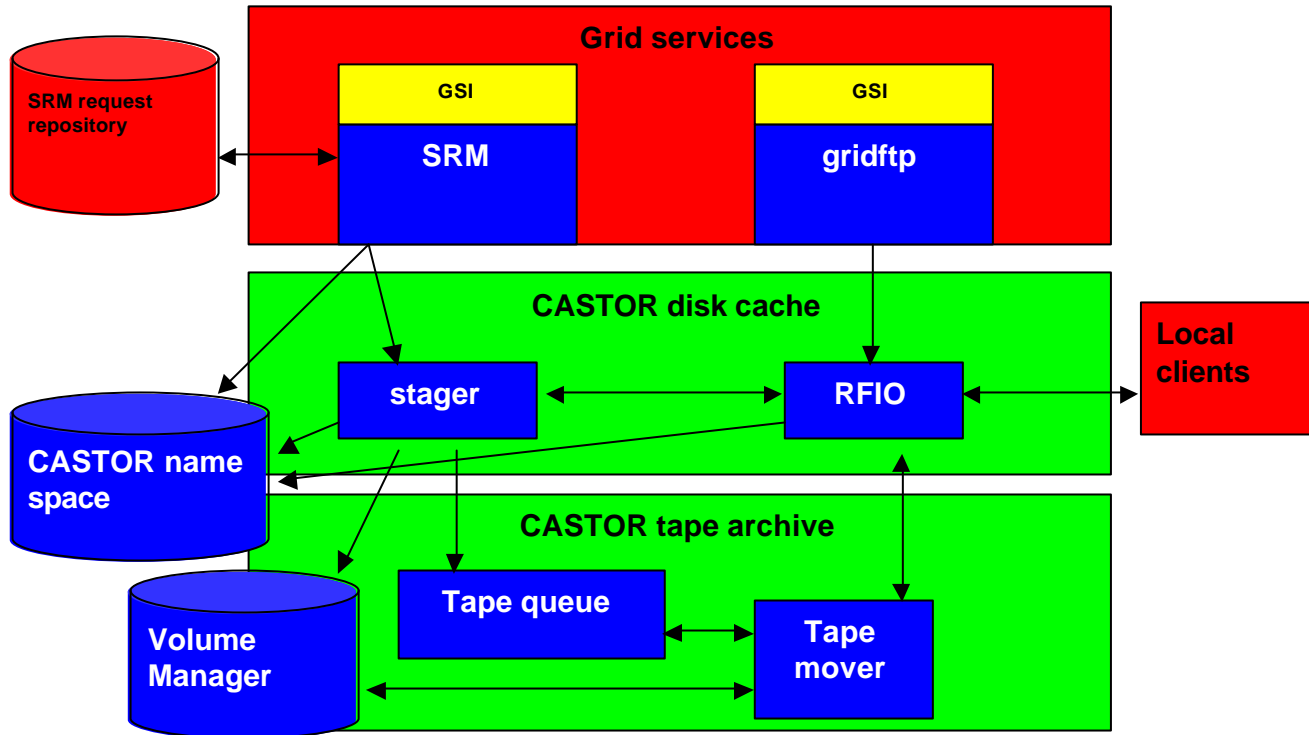 Grid services
SRM request
repository
GSI
SRM
GSI
gridftp
CASTOR disk cache
stager
RFIO
Local
clients
CASTOR name
space
CASTOR tape archive
Tape queue
Tape
mover
Volume
Manager